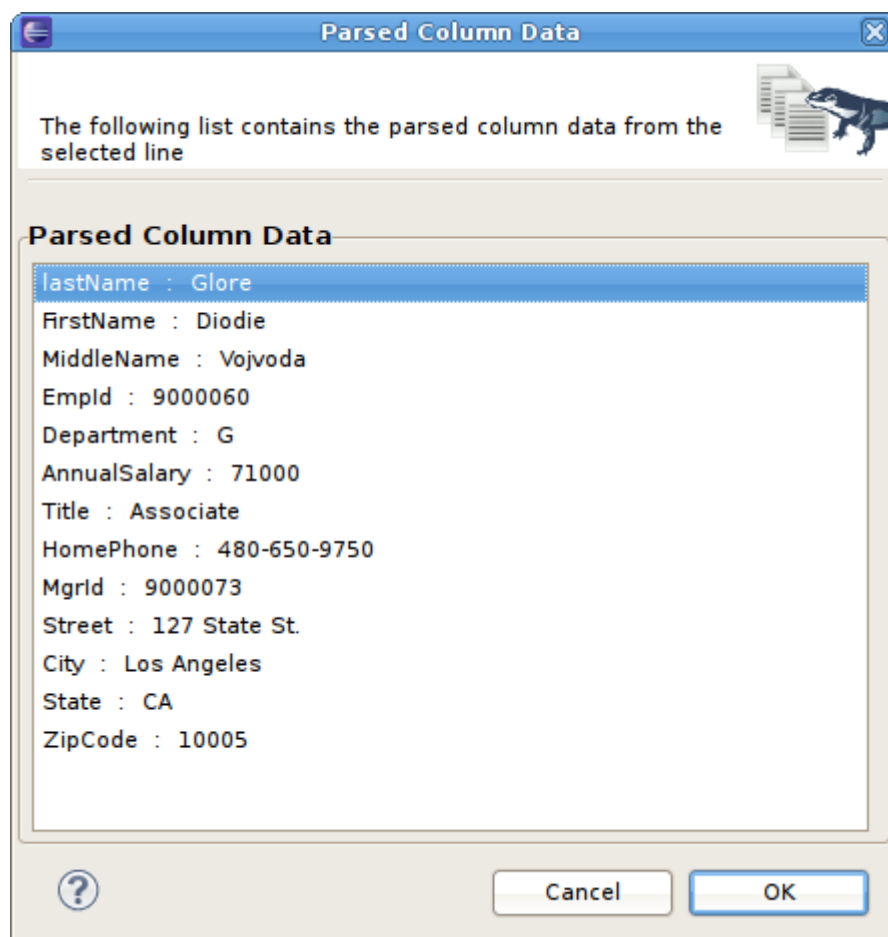 Parsed Column Data
The following list contains the parsed column data from the
selected line
Parsed Column Data
lastName : Glore
FirstName : Diodie
MiddleName : Vojvoda
EmpId : 9000060
Department : G
AnnualSalary : 71000
Title : Associate
HomePhone : 480-650-9750
MgrId : 9000073
Street : 127 State St.
City : Los Angeles
State : CA
ZipCode : 10005
? Cancel OK